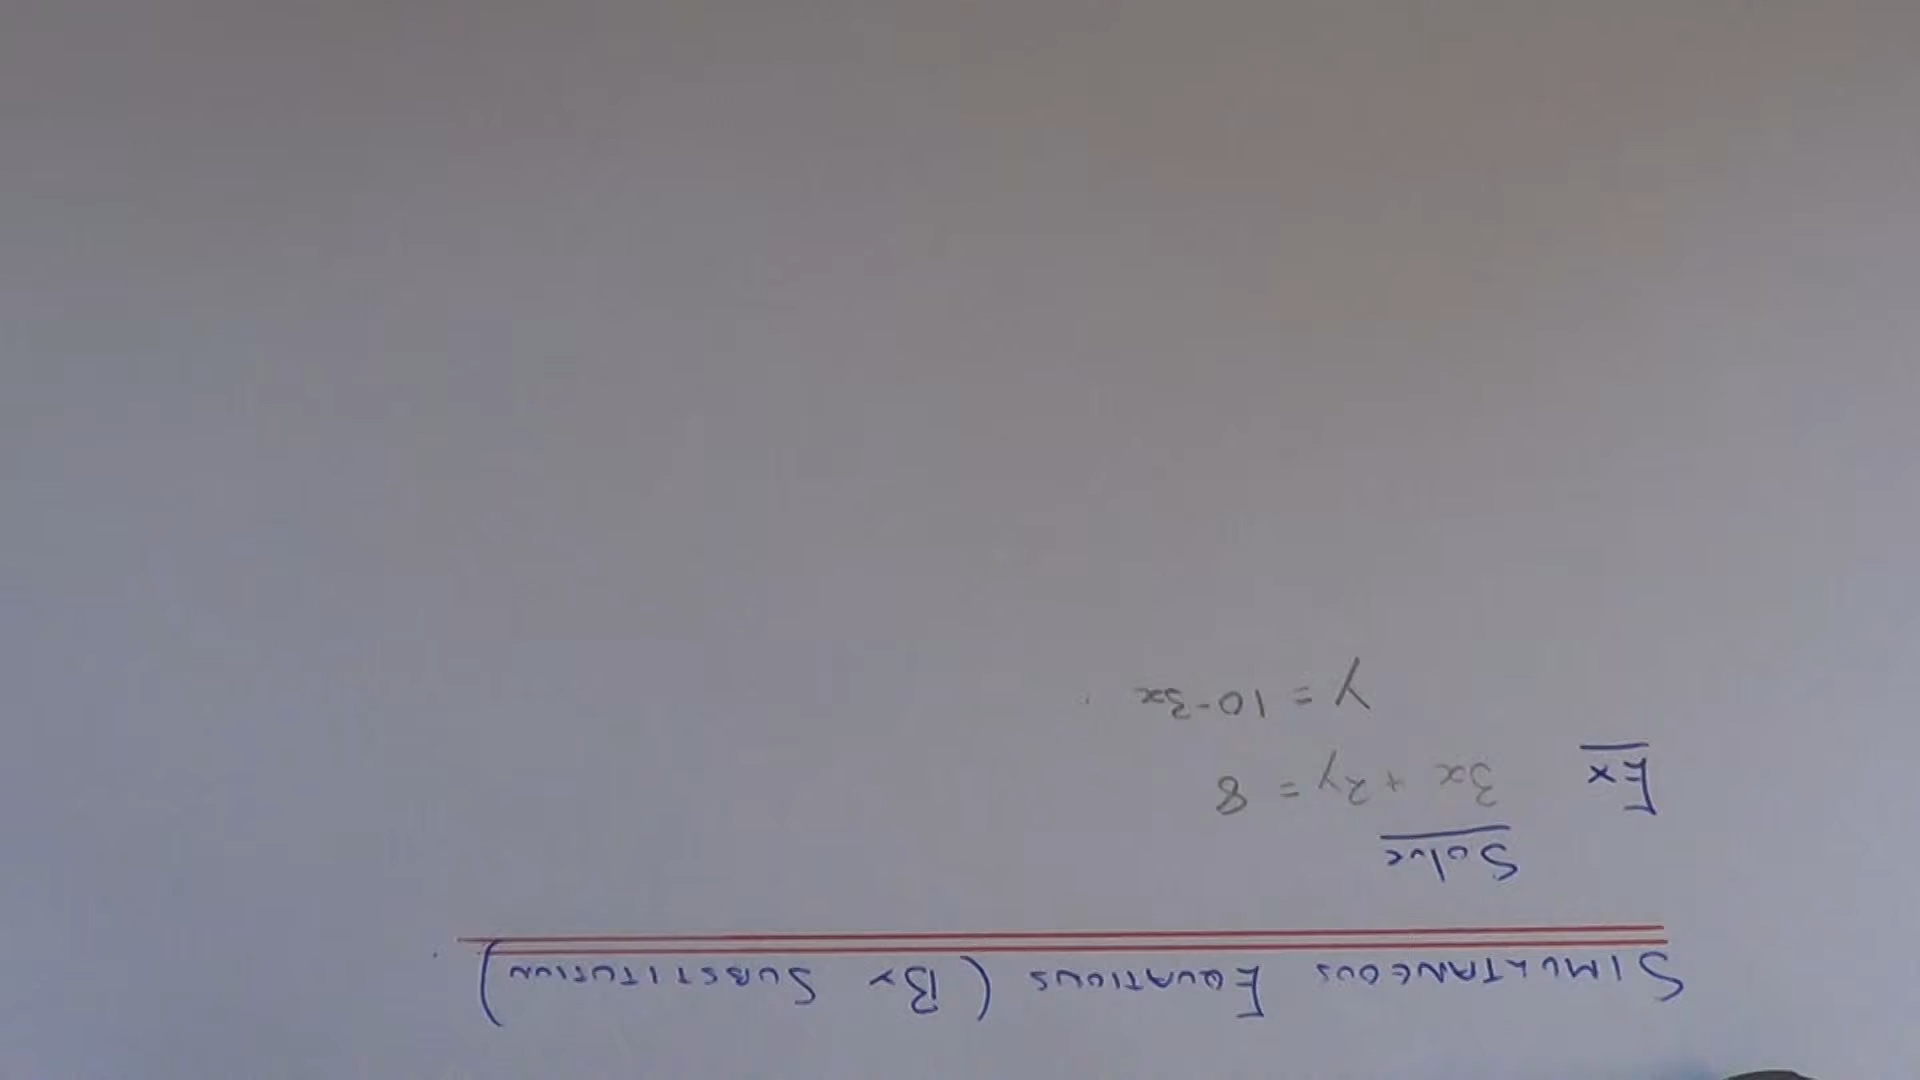 SIMULTANEOUS EQUATIONS (BY SUBSTITUTION)
Solve
Ex 3x + 2y = 8
y = 10-3x